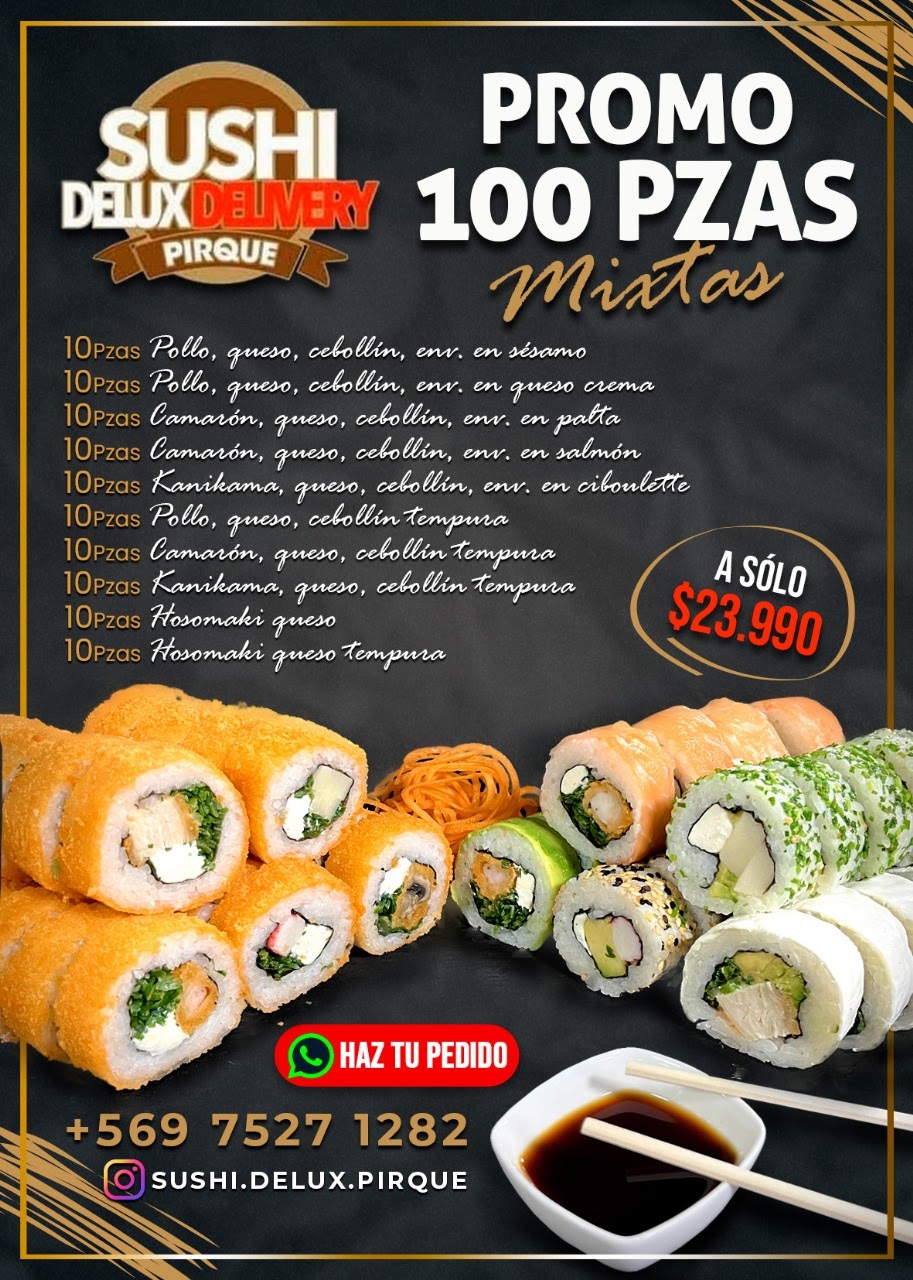 SUSHI
DELUX DELIVERY
PIRQUE
PROMO
100 PZAS
Mixtas
10Pzas Pollo, queso, cebollín, env. en sésamo
10Pzas Pollo, queso, cebollín, env. en queso crema
10Pzas Camarón, queso, cebollín, env. en palta
10Pzas Camarón, queso, cebollín, env. en salmón
10Pzas Kanikama, queso, cebollín, env. en ciboulette
10Pzas Pollo, queso, cebollín tempura
10Pzas Camarón, queso, cebollín tempura
10Pzas Kanikama, queso, cebollín tempura
10Pzas Hosomaki queso
10Pzas Hosomaki queso tempura
A SÓLO
$23.990
HAZ TU PEDIDO
+569 7527 1282
SUSHI.DELUX.PIRQUE